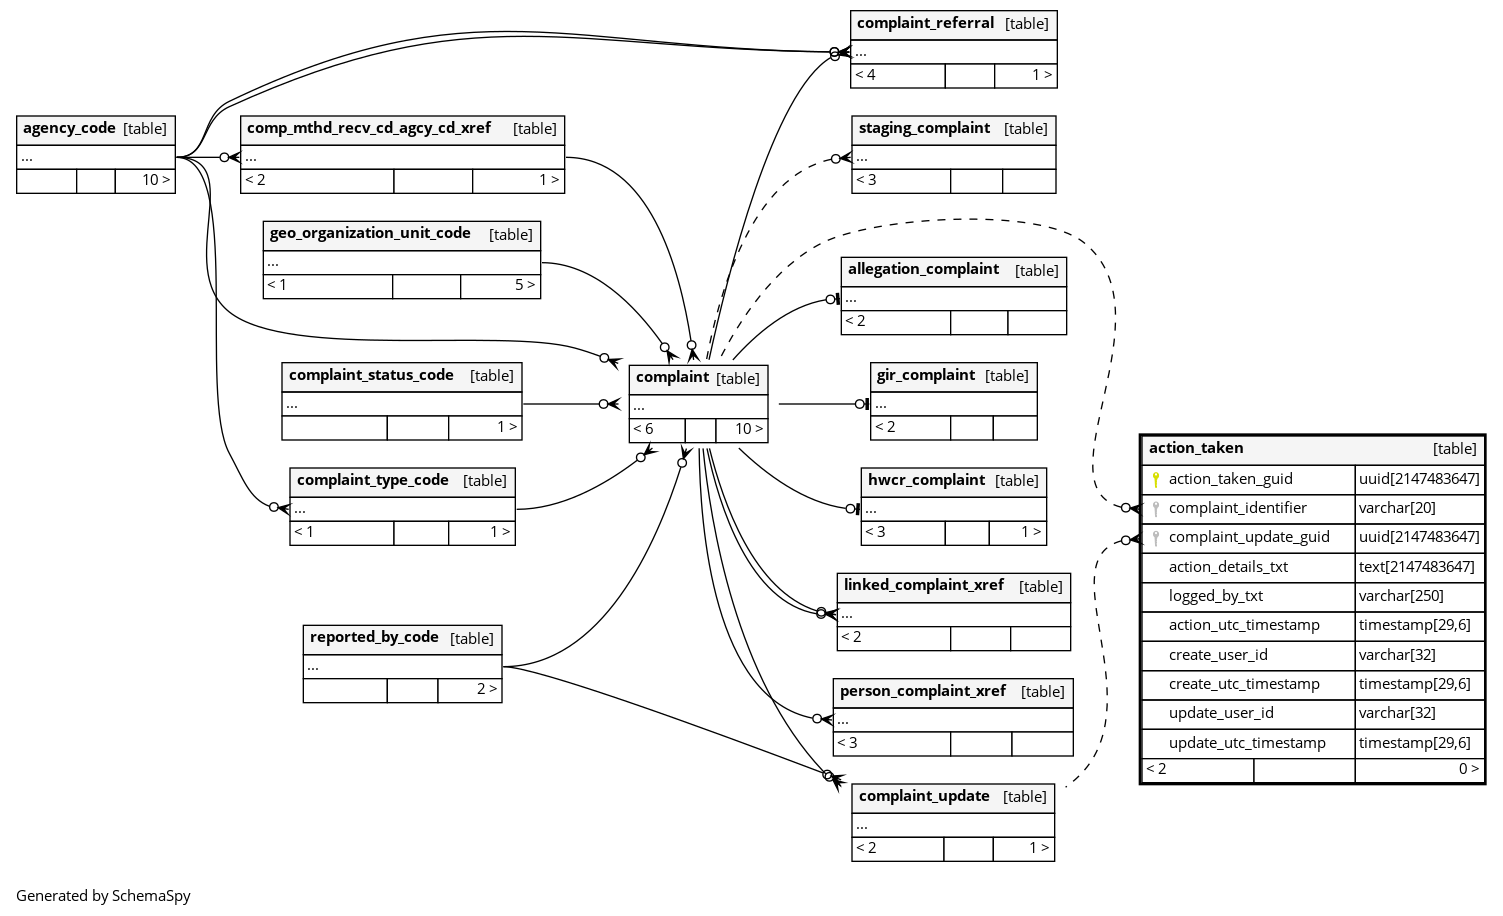 complaint_referral [table]
...
< 4 1 >
agency_code [table]
...
10 >
comp_mthd_recv_cd_agcy_cd_xref [table]
...
< 2 1 >
staging_complaint [table]
...
< 3
geo_organization_unit_code [table]
...
< 1 5 >
allegation_complaint [table]
...
< 2
complaint_status_code [table]
...
1 >
complaint [table]
...
< 6 10 >
gir_complaint [table]
...
< 2
complaint_type_code [table]
...
< 1 1 >
hwcr_complaint [table]
...
< 3 1 >
linked_complaint_xref [table]
...
< 2
reported_by_code [table]
...
2 >
person_complaint_xref [table]
...
< 3
complaint_update [table]
...
< 2 1 >
action_taken [table]
action_taken_guid uuid[2147483647]
complaint_identifier varchar[20]
complaint_update_guid uuid[2147483647]
action_details_txt text[2147483647]
logged_by_txt varchar[250]
action_utc_timestamp timestamp[29,6]
create_user_id varchar[32]
create_utc_timestamp timestamp[29,6]
update_user_id varchar[32]
update_utc_timestamp timestamp[29,6]
< 2 0 >
Generated by SchemaSpy